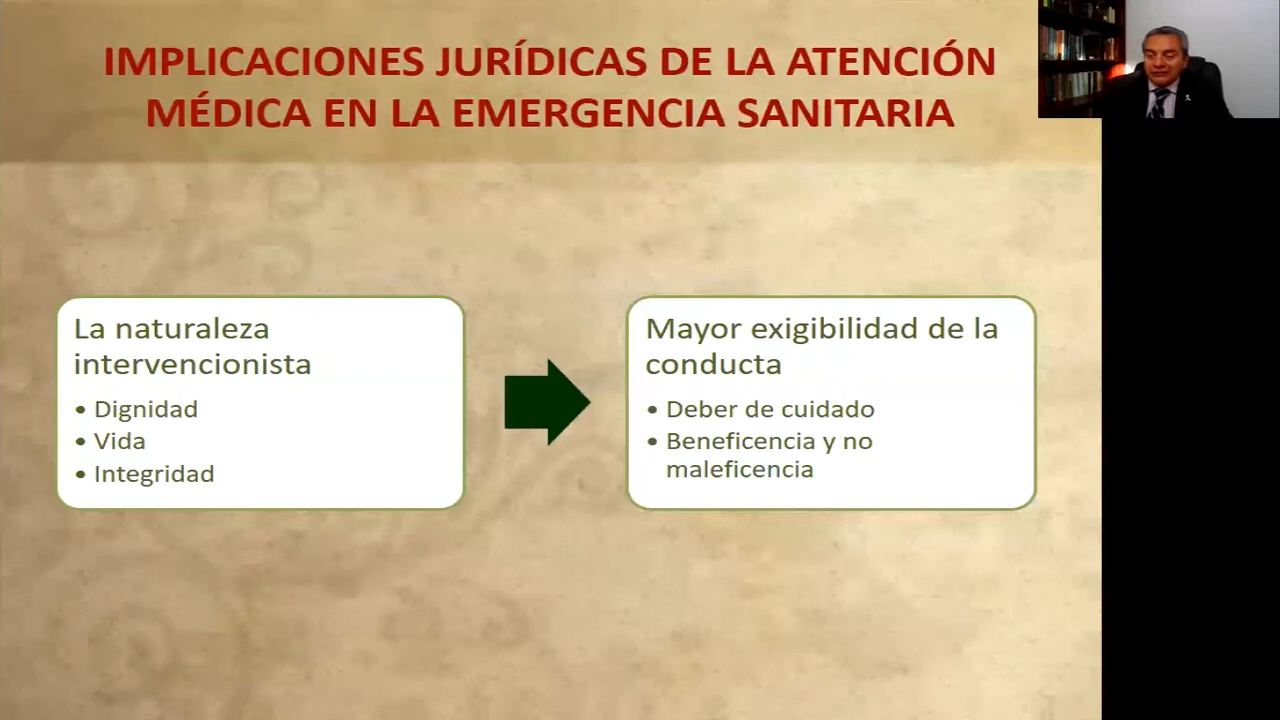 IMPLICACIONES JURÍDICAS DE LA ATENCIÓN
MÉDICA EN LA EMERGENCIA SANITARIA
La naturaleza
intervencionista
• Dignidad
• Vida
• Integridad
Mayor exigibilidad de la
conducta
• Deber de cuidado
• Beneficencia y no
maleficencia